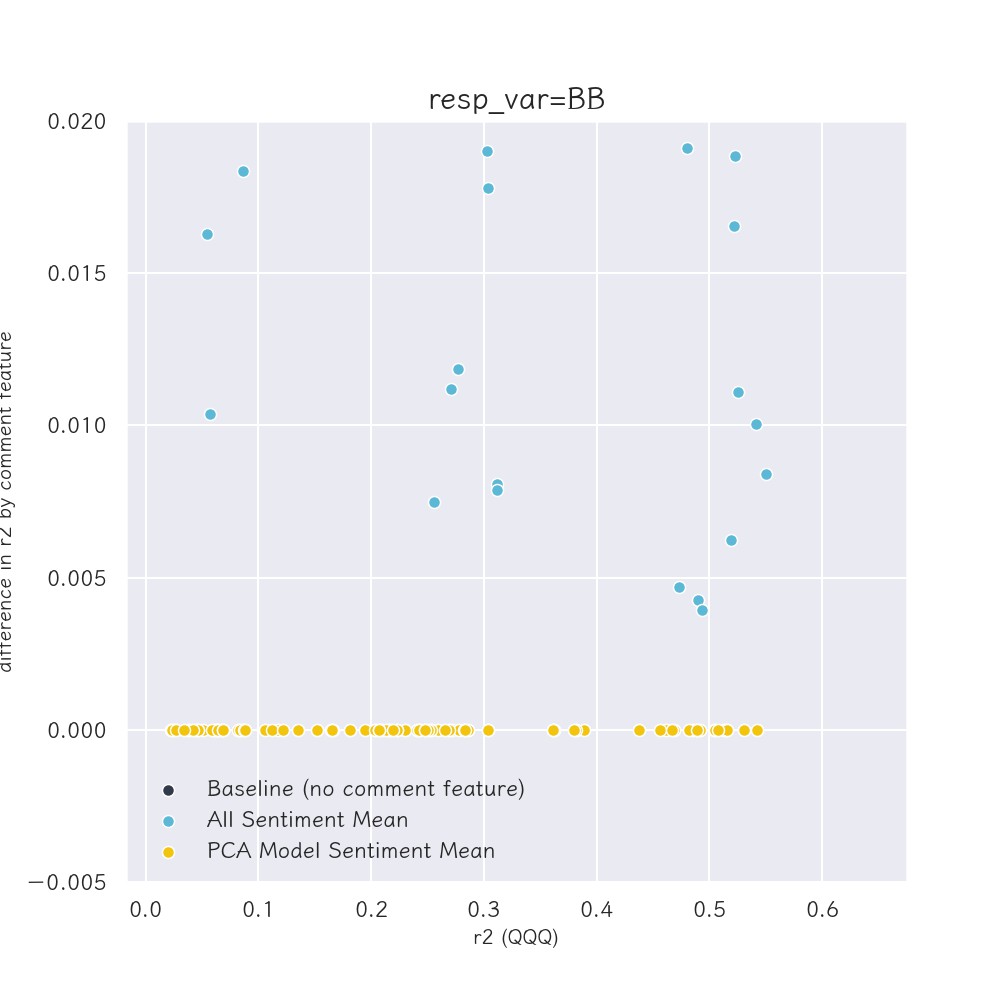 resp_var=BB
0.020
0.015
0.010
0.005
0.000
−0.005
difference in r2 by comment feature
Baseline (no comment feature)
All Sentiment Mean
PCA Model Sentiment Mean
0.0 0.1 0.2 0.3 0.4 0.5 0.6
r2 (QQQ)